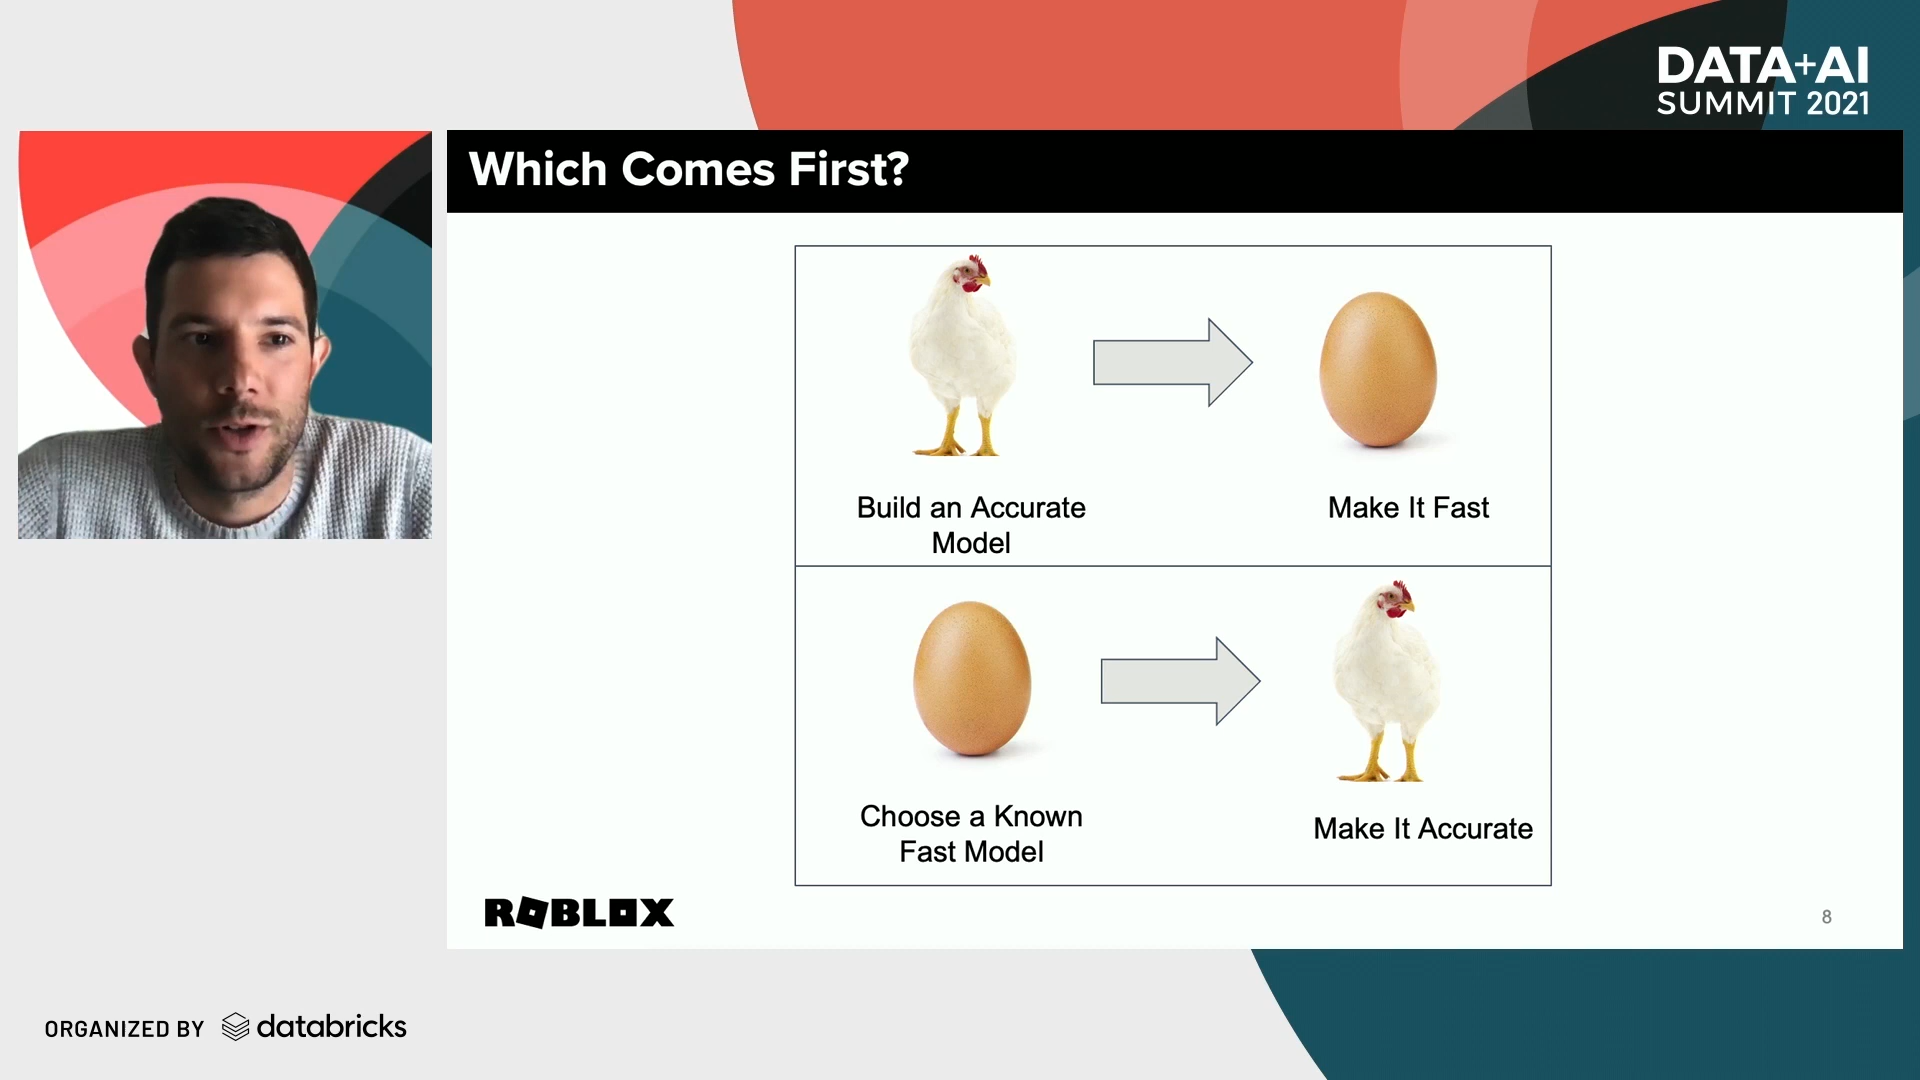 DATA+AI
SUMMIT 2021
Which Comes First?
Build an Accurate
Model
Make It Fast
Choose a Known
Fast Model
Make It Accurate
ROBLOX
8
ORGANIZED BY databricks